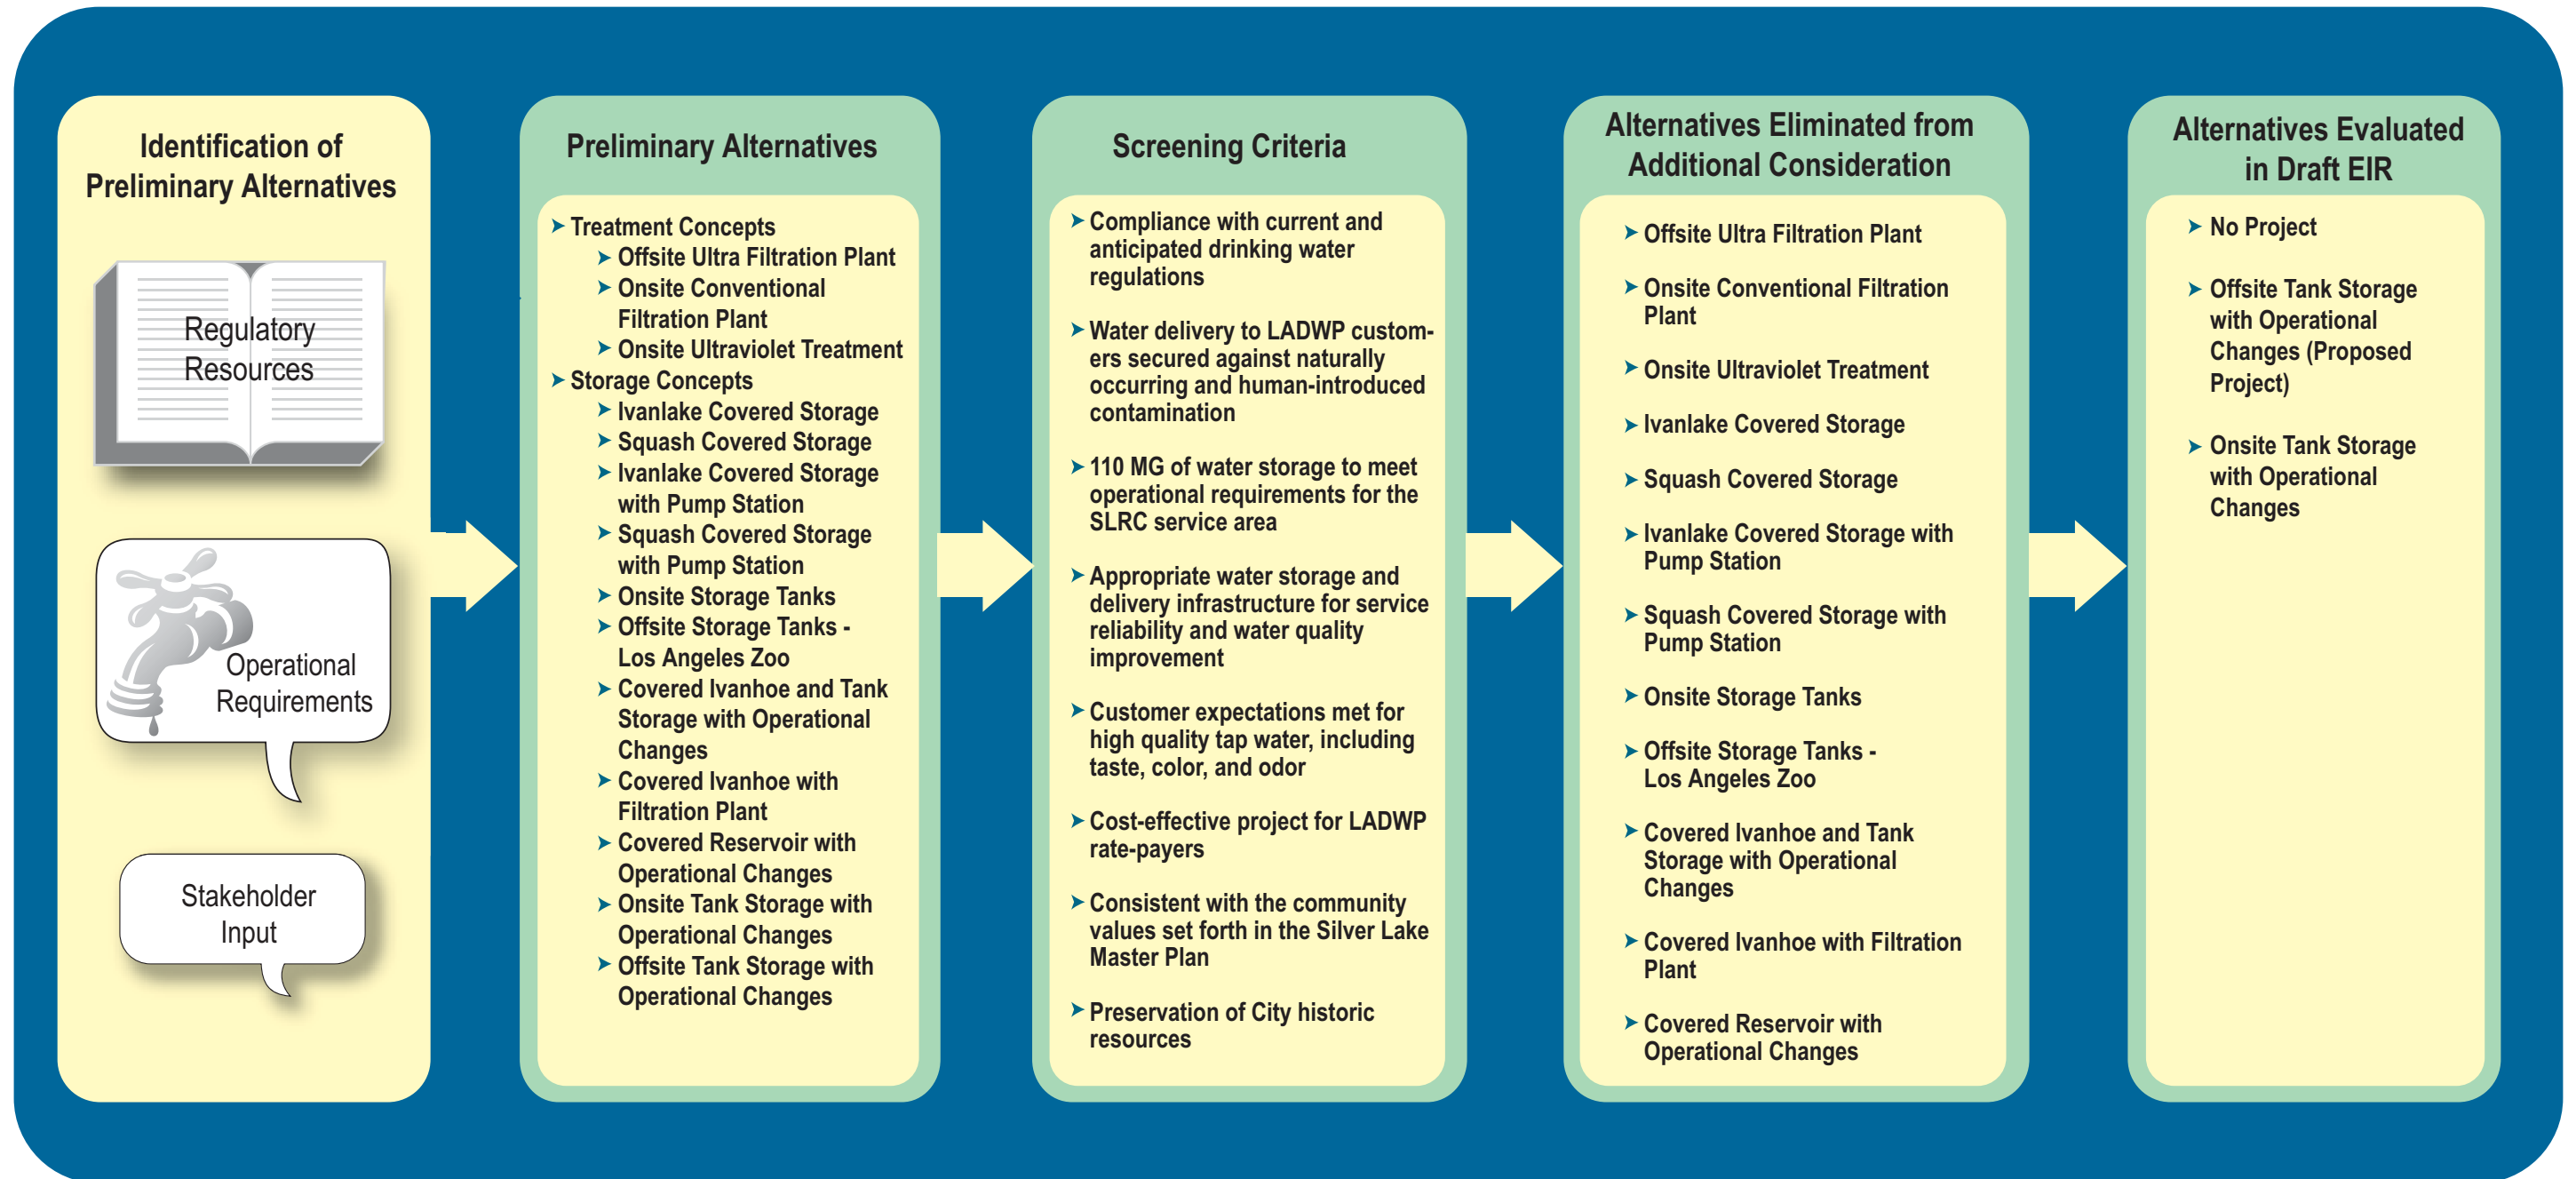 Identification of
Preliminary Alternatives
Regulatory
Resources
Operational
Requirements
Stakeholder
Input
Preliminary Alternatives
Treatment Concepts
Offsite Ultra Filtration Plant
Onsite Conventional
Filtration Plant
Onsite Ultraviolet Treatment
Storage Concepts
Ivanlake Covered Storage
Squash Covered Storage
Ivanlake Covered Storage
with Pump Station
Squash Covered Storage
with Pump Station
Onsite Storage Tanks
Offsite Storage Tanks -
Los Angeles Zoo
Covered Ivanhoe and Tank
Storage with Operational
Changes
Covered Ivanhoe with
Filtration Plant
Covered Reservoir with
Operational Changes
Onsite Tank Storage with
Operational Changes
Offsite Tank Storage with
Operational Changes
Screening Criteria
Compliance with current and
anticipated drinking water
regulations
Water delivery to LADWP custom-
ers secured against naturally
occurring and human-introduced
contamination
110 MG of water storage to meet
operational requirements for the
SLRC service area
Appropriate water storage and
delivery infrastructure for service
reliability and water quality
improvement
Customer expectations met for
high quality tap water, including
taste, color, and odor
Cost-effective project for LADWP
rate-payers
Consistent with the community
values set forth in the Silver Lake
Master Plan
Preservation of City historic
resources
Alternatives Eliminated from
Additional Consideration
Offsite Ultra Filtration Plant
Onsite Conventional Filtration
Plant
Onsite Ultraviolet Treatment
Ivanlake Covered Storage
Squash Covered Storage
Ivanlake Covered Storage with
Pump Station
Squash Covered Storage with
Pump Station
Onsite Storage Tanks
Offsite Storage Tanks -
Los Angeles Zoo
Covered Ivanhoe and Tank
Storage with Operational
Changes
Covered Ivanhoe with Filtration
Plant
Covered Reservoir with
Operational Changes
Alternatives Evaluated
in Draft EIR
No Project
Offsite Tank Storage
with Operational
Changes (Proposed
Project)
Onsite Tank Storage
with Operational
Changes